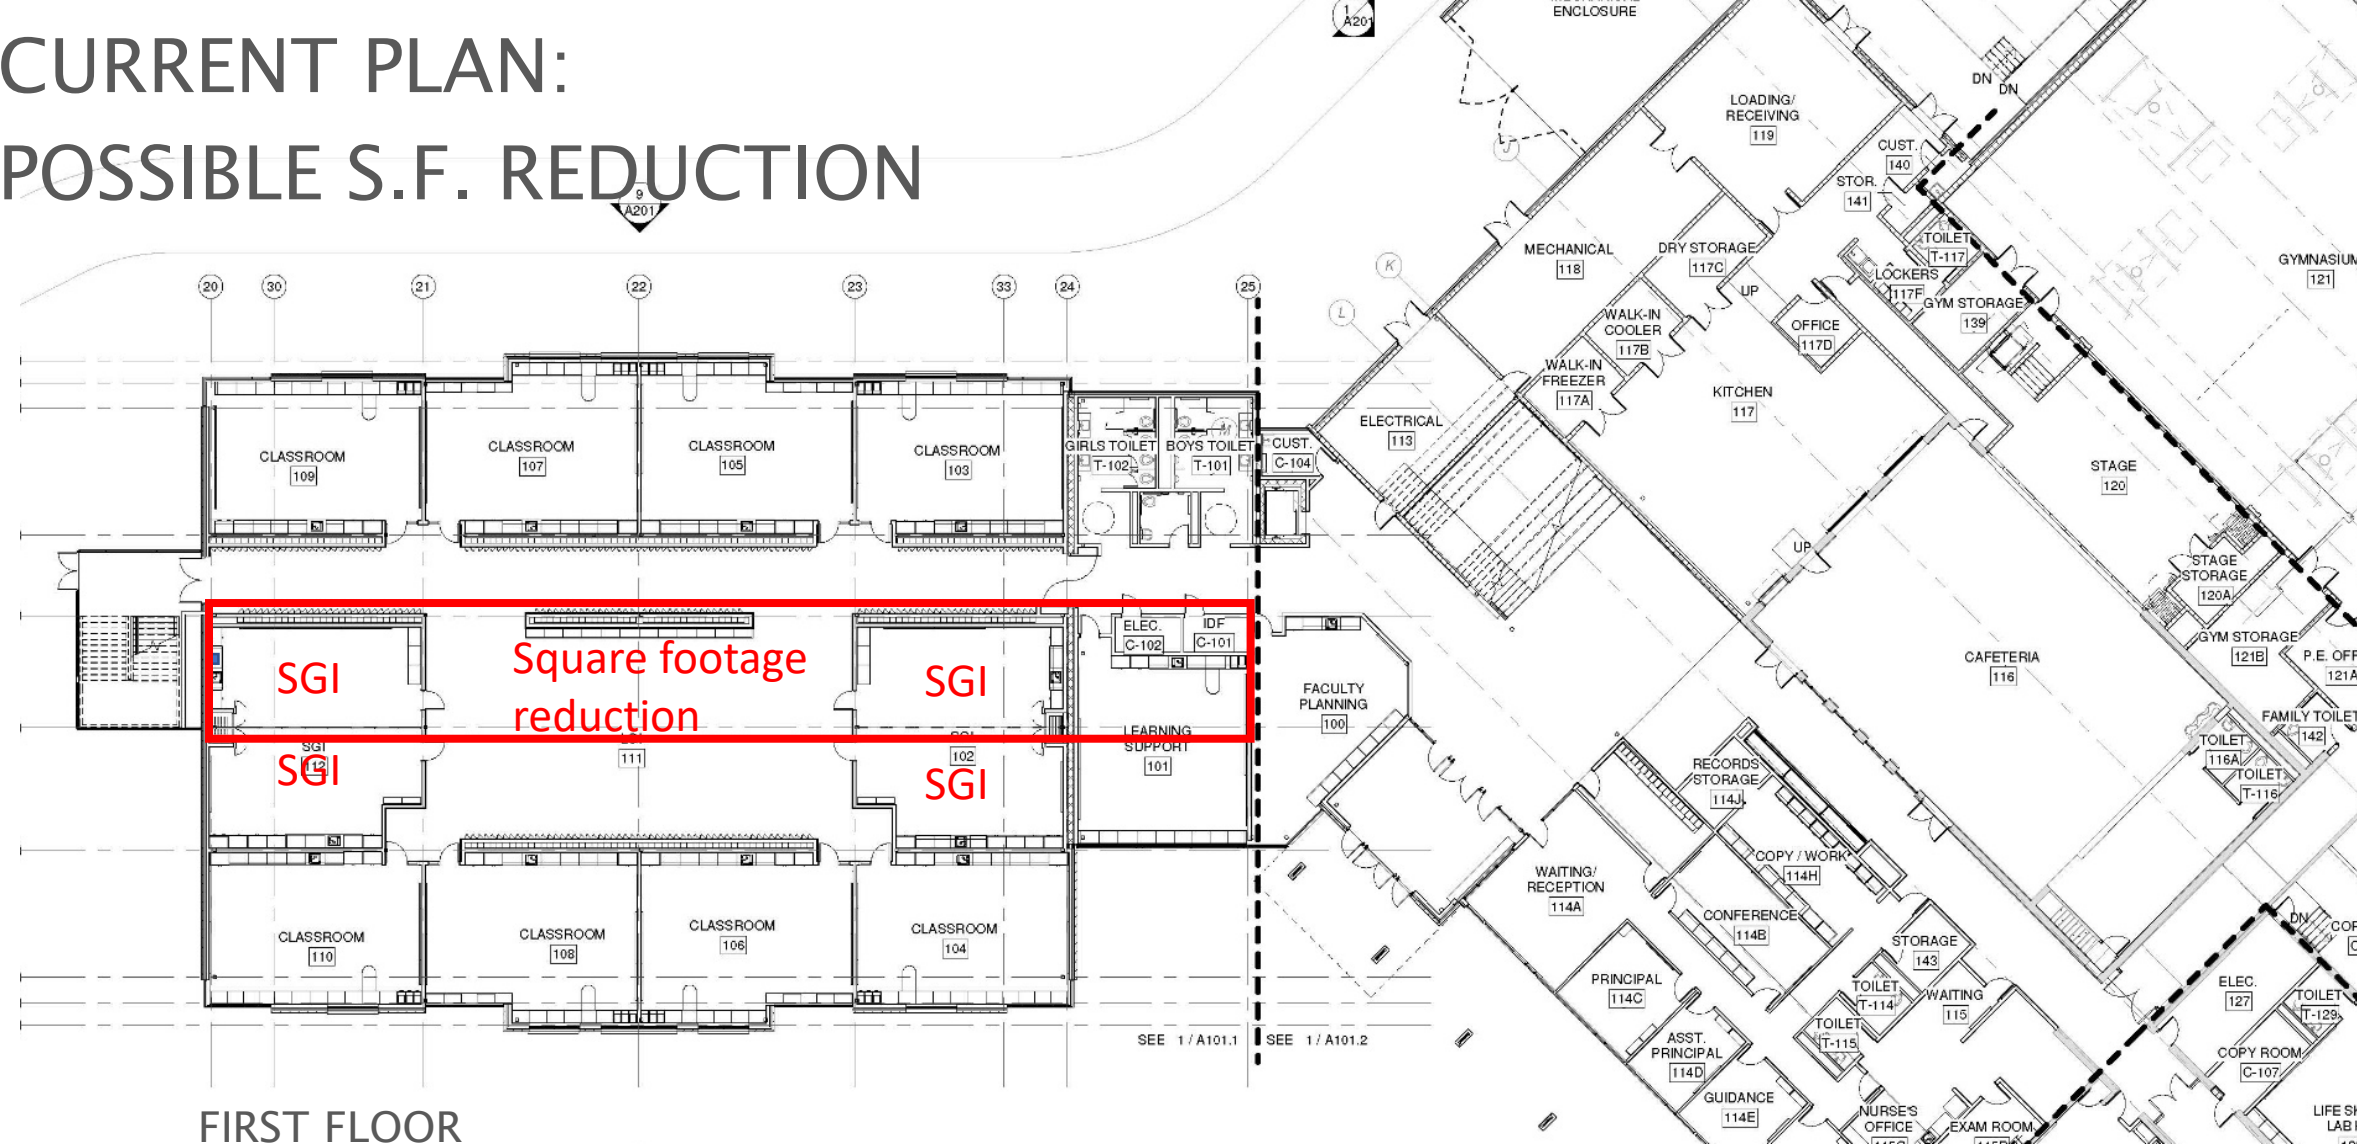 CURRENT PLAN:
POSSIBLE S.F. REDUCTION
1
A201
ENCLOSURE
9
A201
DN
DN
LOADING/
RECEIVING
119
CUST.
140
STOR.
141
TOILET
T-117
MECHANICAL
118
DRY STORAGE
117C
LOCKERS
117F
GYMNASIUM
121
UP
GYM STORAGE
139
OFFICE
117D
WALK-IN
COOLER
117B
WALK-IN
FREEZER
117A
KITCHEN
117
ELECTRICAL
113
J
K
L
M
20
30
21
22
23
33
24
25
CLASSROOM
109
CLASSROOM
107
CLASSROOM
105
CLASSROOM
103
GIRLS TOILET
T-102
BOYS TOILET
T-101
CUST.
C-104
STAGE
120
UP
STAGE
STORAGE
120A
GYM STORAGE
121B
P.E. OFF
121A
CAFETERIA
116
FAMILY TOILET
142
TOILET
116A
TOILET
T-116
ELEC.
C-102
IDF
C-101
SGI
Square footage
reduction
SGI
FACULTY
PLANNING
100
LEARNING
SUPPORT
101
SGI
112
SGI
111
SGI
102
SGI
RECORDS
STORAGE
114J
COPY / WORK
114H
WAITING/
RECEPTION
114A
CONFERENCE
114B
STORAGE
143
PRINCIPAL
114C
TOILET
T-114
WAITING
115
TOILET
T-115
ASST.
PRINCIPAL
114D
GUIDANCE
114E
NURSE'S
OFFICE
115C
EXAM ROOM
DN
ELEC.
127
TOILET
T-129
COPY ROOM
C-107
CLASSROOM
110
CLASSROOM
108
CLASSROOM
106
CLASSROOM
104
SEE 1 / A101.1
SEE 1 / A101.2
FIRST FLOOR